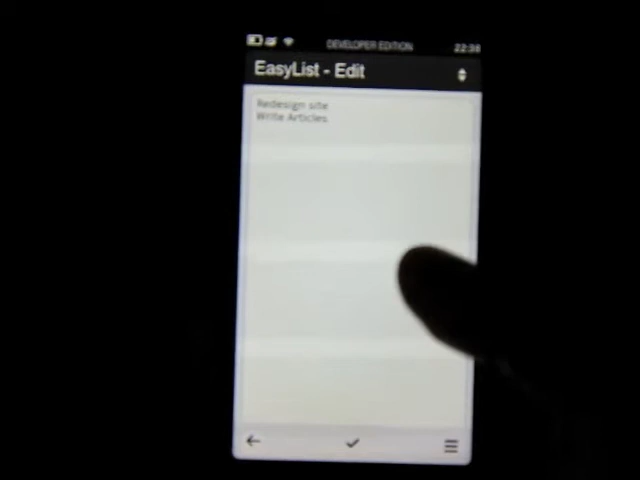 DEVELOPER EDITION
22:38
EasyList - Edit
Redesign site
Write Articles